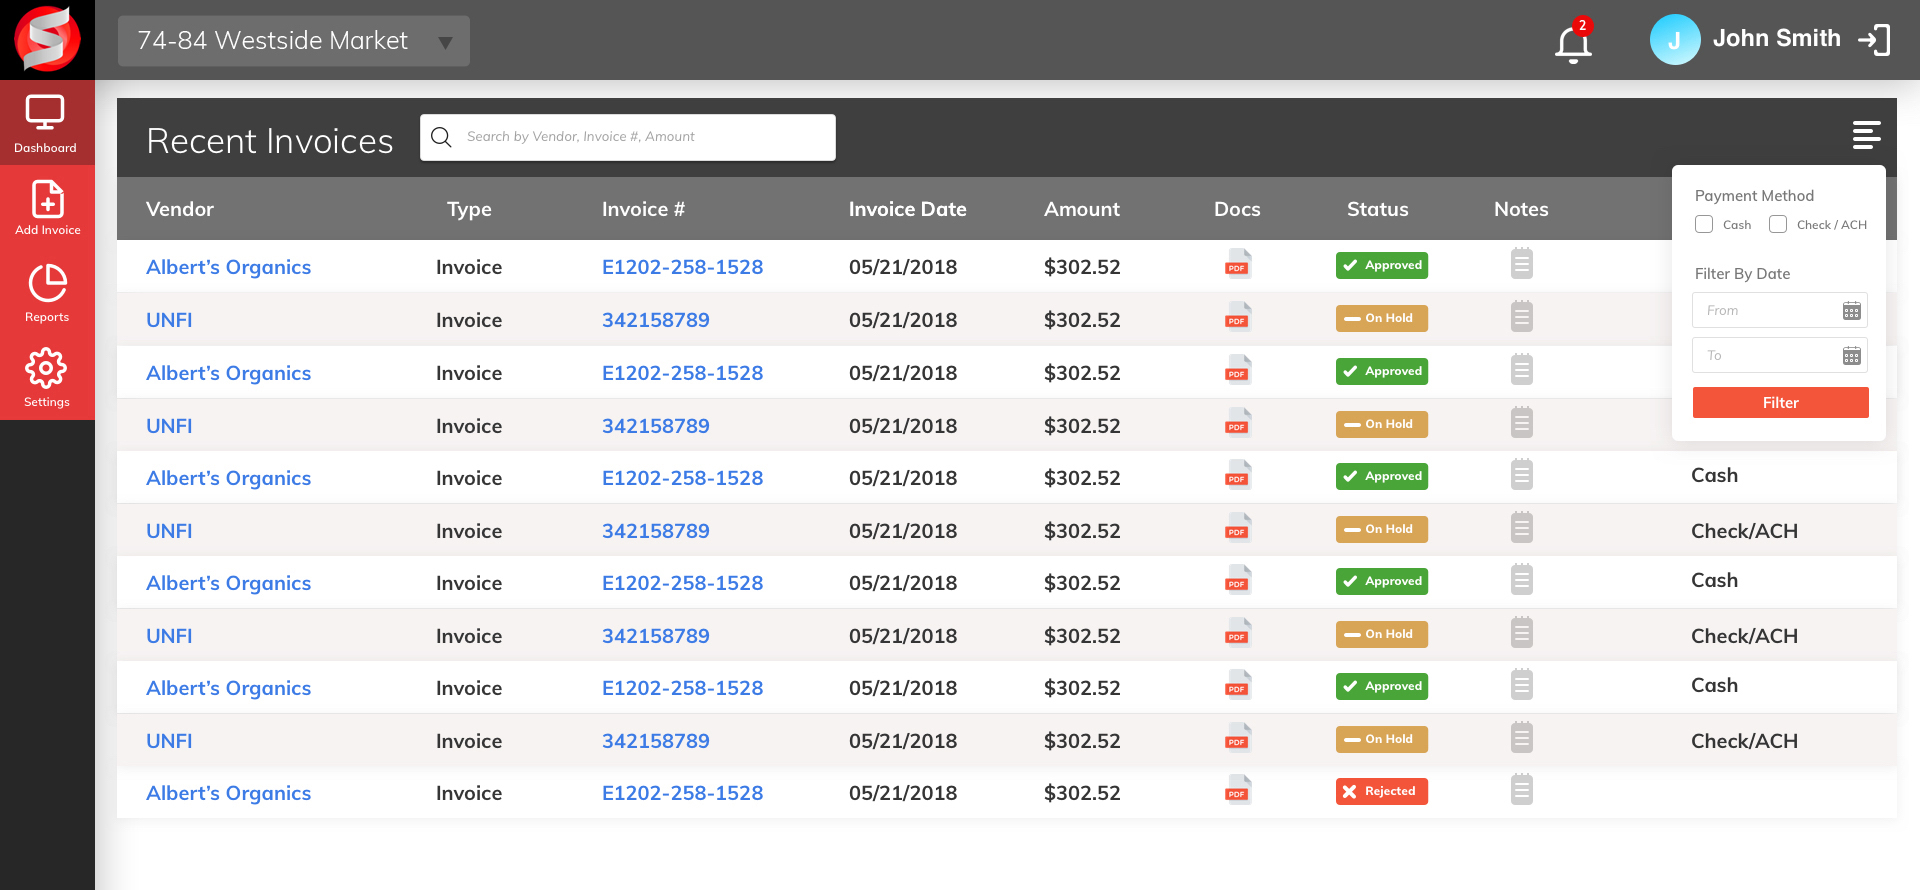 74-84 Westside Market
2
J
John Smith
Dashboard
Add Invoice
Reports
Settings
Recent Invoices
Search by Vendor, Invoice #, Amount
Vendor Type Invoice # Invoice Date Amount Docs Status Notes
Payment Method
Cash Check / ACH
Filter By Date
From
To
Filter
Albert’s Organics Invoice E1202-258-1528 05/21/2018 $302.52 PDF Approved
UNFI Invoice 342158789 05/21/2018 $302.52 PDF On Hold
Albert’s Organics Invoice E1202-258-1528 05/21/2018 $302.52 PDF Approved
UNFI Invoice 342158789 05/21/2018 $302.52 PDF On Hold
Albert’s Organics Invoice E1202-258-1528 05/21/2018 $302.52 PDF Approved Cash
UNFI Invoice 342158789 05/21/2018 $302.52 PDF On Hold Check/ACH
Albert’s Organics Invoice E1202-258-1528 05/21/2018 $302.52 PDF Approved Cash
UNFI Invoice 342158789 05/21/2018 $302.52 PDF On Hold Check/ACH
Albert’s Organics Invoice E1202-258-1528 05/21/2018 $302.52 PDF Approved Cash
UNFI Invoice 342158789 05/21/2018 $302.52 PDF On Hold Check/ACH
Albert’s Organics Invoice E1202-258-1528 05/21/2018 $302.52 PDF Rejected